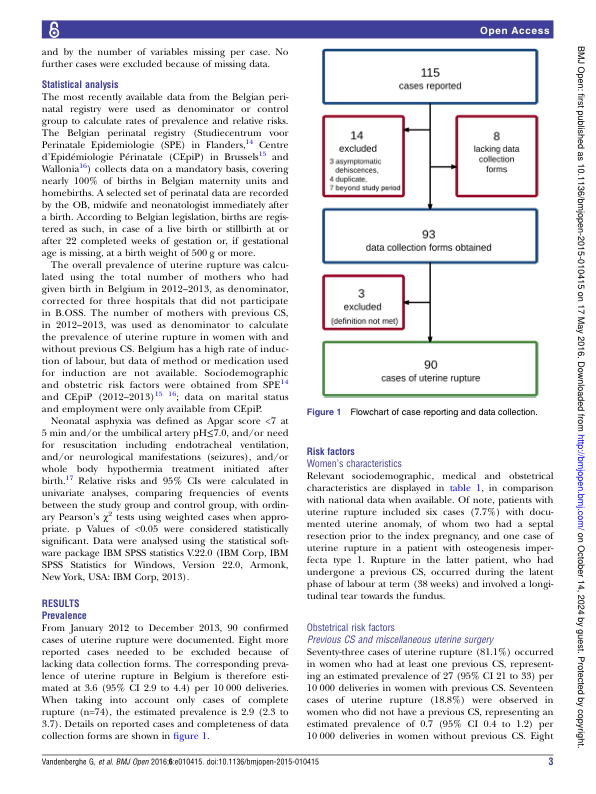 Open Access
and by the number of variables missing per case. No
further cases were excluded because of missing data.
Statistical analysis
The most recently available data from the Belgian peri-
natal registry were used as denominator or control
group to calculate rates of prevalence and relative risks.
The Belgian perinatal registry (Studiecentrum voor
Perinatale Epidemiologie (SPE) in Flanders,14 Centre
d'Epidémiologie Périnatale (CEpiP) in Brussels15 and
Wallonia16) collects data on a mandatory basis, covering
nearly 100% of births in Belgian maternity units and
homebirths. A selected set of perinatal data are recorded
by the OB, midwife and neonatologist immediately after
a birth. According to Belgian legislation, births are regis-
tered as such, in case of a live birth or stillbirth at or
after 22 completed weeks of gestation or, if gestational
age is missing, at a birth weight of 500 g or more.
The overall prevalence of uterine rupture was calcu-
lated using the total number of mothers who had
given birth in Belgium in 2012–2013, as denominator,
corrected for three hospitals that did not participate
in B.OSS. The number of mothers with previous CS,
in 2012–2013, was used as denominator to calculate
the prevalence of uterine rupture in women with and
without previous CS. Belgium has a high rate of induc-
tion of labour, but data of method or medication used
for induction are not available. Sociodemographic
and obstetric risk factors were obtained from SPE14
and CEpiP (2012–2013)15 16; data on marital status
and employment were only available from CEpiP.
Neonatal asphyxia was defined as Apgar score <7 at
5 min and/or the umbilical artery pH≤7.0, and/or need
for resuscitation including endotracheal ventilation,
and/or neurological manifestations (seizures), and/or
whole body hypothermia treatment initiated after
birth.17 Relative risks and 95% CIs were calculated in
univariate analyses, comparing frequencies of events
between the study group and control group, with ordin-
ary Pearson's χ2 tests using weighted cases when appro-
priate. p Values of <0.05 were considered statistically
significant. Data were analysed using the statistical soft-
ware package IBM SPSS statistics V.22.0 (IBM Corp, IBM
SPSS Statistics for Windows, Version 22.0, Armonk,
New York, USA: IBM Corp, 2013).
RESULTS
Prevalence
From January 2012 to December 2013, 90 confirmed
cases of uterine rupture were documented. Eight more
reported cases needed to be excluded because of
lacking data collection forms. The corresponding preva-
lence of uterine rupture in Belgium is therefore esti-
mated at 3.6 (95% CI 2.9 to 4.4) per 10 000 deliveries.
When taking into account only cases of complete
rupture (n=74), the estimated prevalence is 2.9 (2.3 to
3.7). Details on reported cases and completeness of data
collection forms are shown in figure 1.
115
cases reported
14
excluded
3 asymptomatic
dehiscences,
4 duplicate,
7 beyond study period
8
lacking data
collection
forms
93
data collection forms obtained
3
excluded
(definition not met)
90
cases of uterine rupture
Figure 1 Flowchart of case reporting and data collection.
Risk factors
Women's characteristics
Relevant sociodemographic, medical and obstetrical
characteristics are displayed in table 1, in comparison
with national data when available. Of note, patients with
uterine rupture included six cases (7.7%) with docu-
mented uterine anomaly, of whom two had a septal
resection prior to the index pregnancy, and one case of
uterine rupture in a patient with osteogenesis imper-
fecta type 1. Rupture in the latter patient, who had
undergone a previous CS, occurred during the latent
phase of labour at term (38 weeks) and involved a longi-
tudinal tear towards the fundus.
Obstetrical risk factors
Previous CS and miscellaneous uterine surgery
Seventy-three cases of uterine rupture (81.1%) occurred
in women who had at least one previous CS, represent-
ing an estimated prevalence of 27 (95% CI 21 to 33) per
10 000 deliveries in women with previous CS. Seventeen
cases of uterine rupture (18.8%) were observed in
women who did not have a previous CS, representing an
estimated prevalence of 0.7 (95% CI 0.4 to 1.2) per
10 000 deliveries in women without previous CS. Eight
Vandenberghe G, et al. BMJ Open 2016;6:e010415. doi:10.1136/bmjopen-2015-010415
3
BMJ Open: first published as 10.1136/bmjopen-2015-010415 on 17 May 2016. Downloaded from http://bmjopen.bmj.com/ on October 14, 2024 by guest. Protected by copyright.